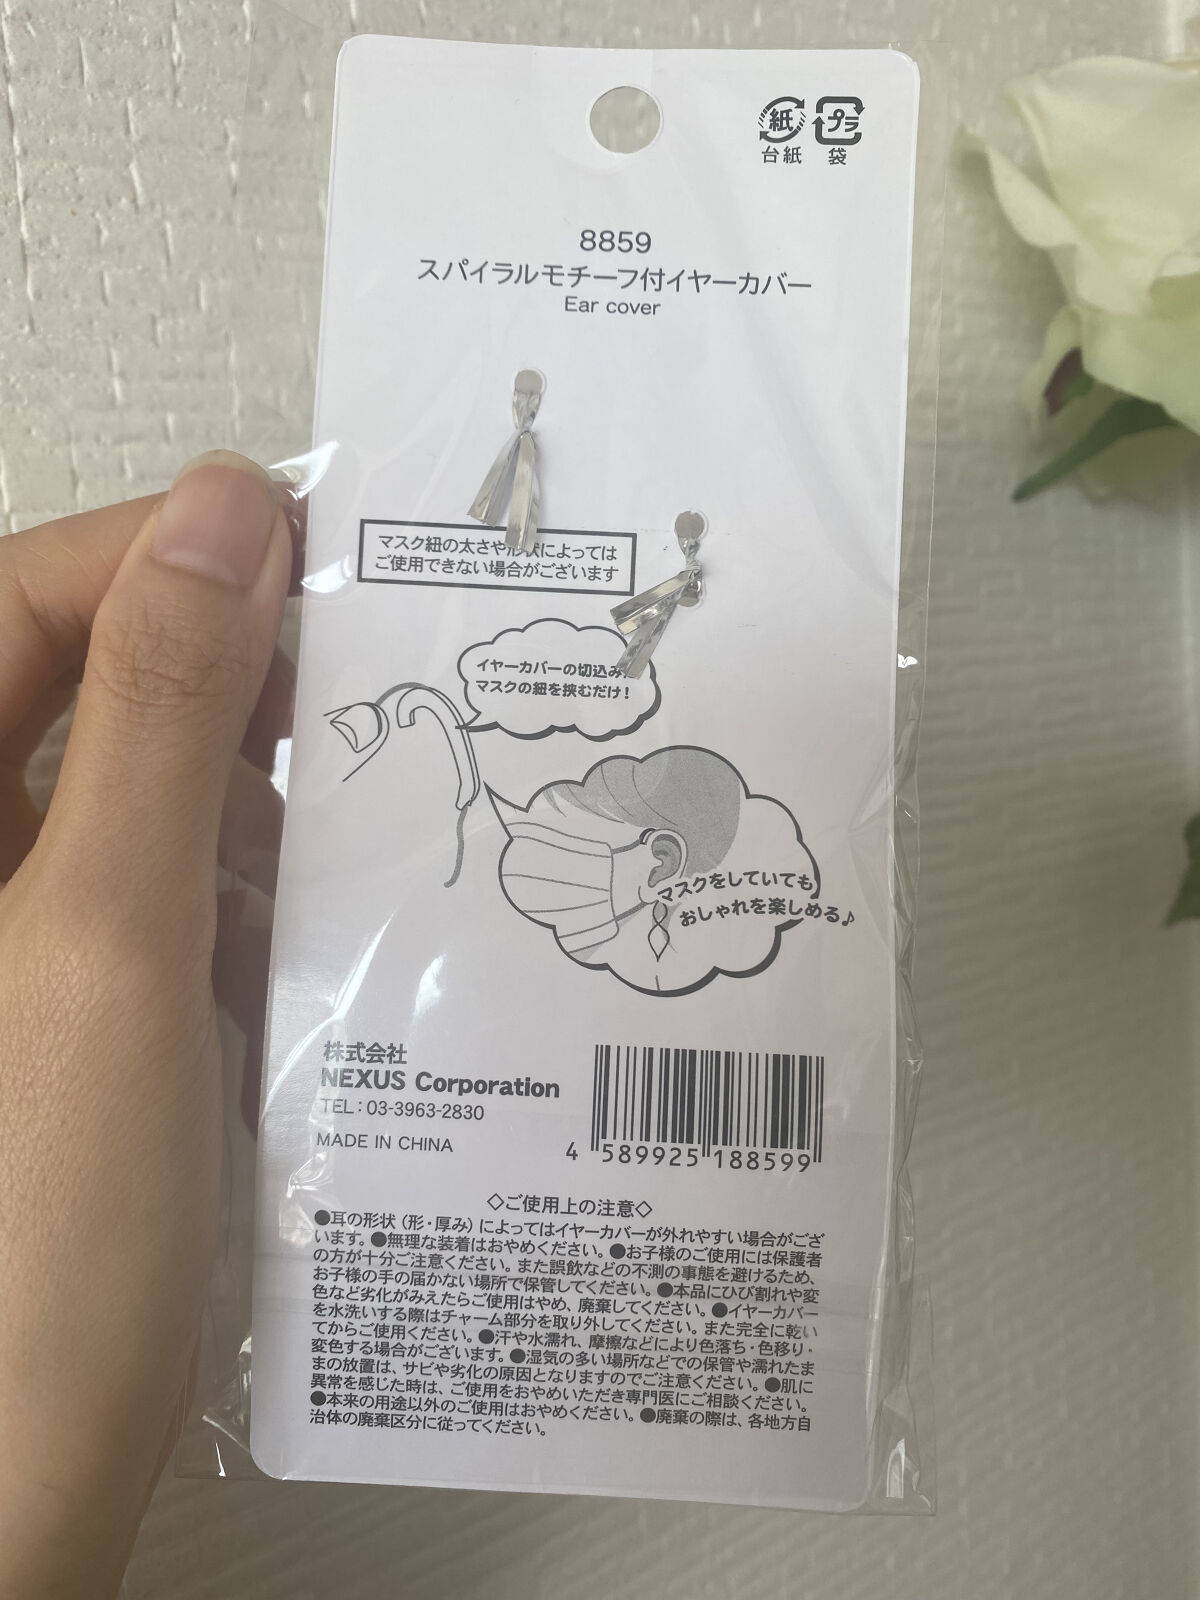 紙 プラ
台紙 袋
8859
スパイラルモチーフ付イヤーカバー
Ear cover
マスク紐の太さや形状によっては
ご使用できない場合がございます
イヤーカバーの切込み
マスクの紐を挟むだけ!
マスクをしていても
おしゃれを楽しめる♪
株式会社
NEXUS Corporation
TEL:03-3963-2830
MADE IN CHINA
4 589925 188599
◇ご使用上の注意◇
●耳の形状(形・厚み)によってはイヤーカバーが外れやすい場合がござ
います。●無理な装着はおやめください。●お子様のご使用には保護者
の方が十分ご注意ください。また誤飲などの不測の事態を避けるため、
お子様の手の届かない場所で保管してください。●本品にひび割れや変
色など劣化がみえたらご使用はやめ、廃棄してください。●イヤーカバー
を水洗いする際はチャーム部分を取り外してください。また完全に乾い
てからご使用ください。●汗や水濡れ、摩擦などにより色落ち・色移り・
変色する場合がございます。●湿気の多い場所などでの保管や濡れたま
まの放置は、サビや劣化の原因となりますのでご注意ください。●肌に
異常を感じた時は、ご使用をおやめいただき専門医にご相談ください。
●本来の用途以外のご使用はおやめください。●廃棄の際は、各地方自
治体の廃棄区分に従ってください。